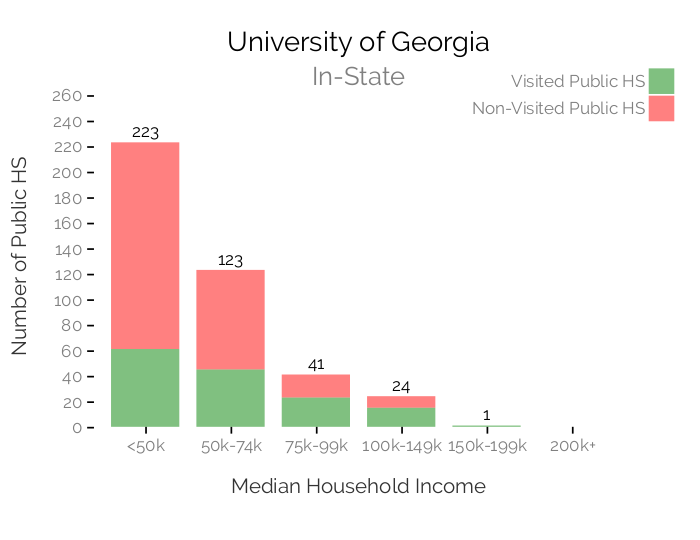 University of Georgia
In-State
Visited Public HS
Non-Visited Public HS
Number of Public HS
260
240
220
200
180
160
140
120
100
80
60
40
20
0
223
123
41
24
1
<50k
50k-74k
75k-99k
100k-149k
150k-199k
200k+
Median Household Income